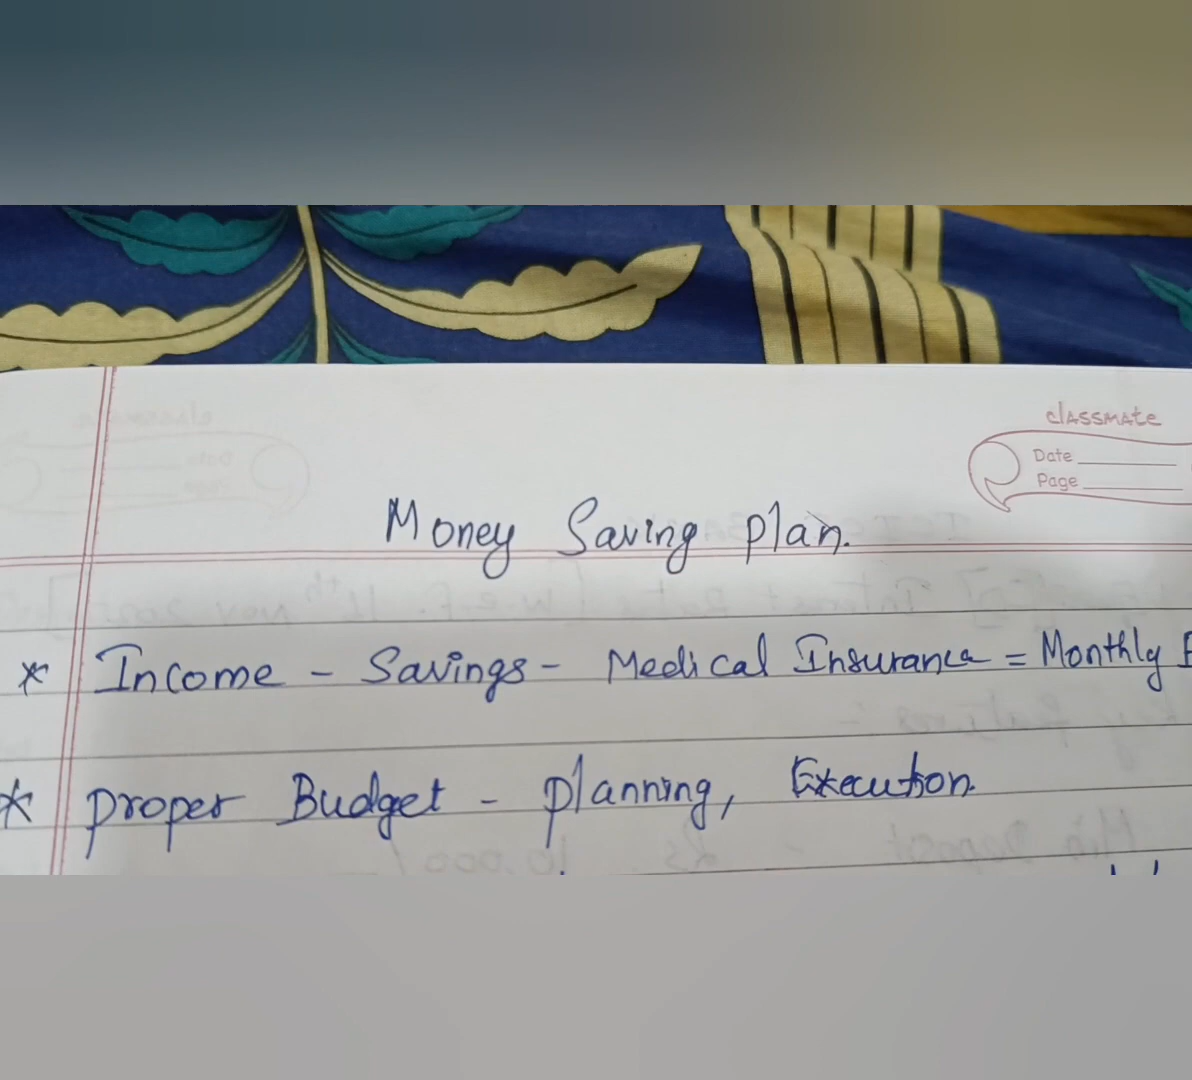 classmate
Date
Page
Money Saving plan.
* Income - Savings - Medical Insurance = Monthly
* proper Budget - planning, Execution.